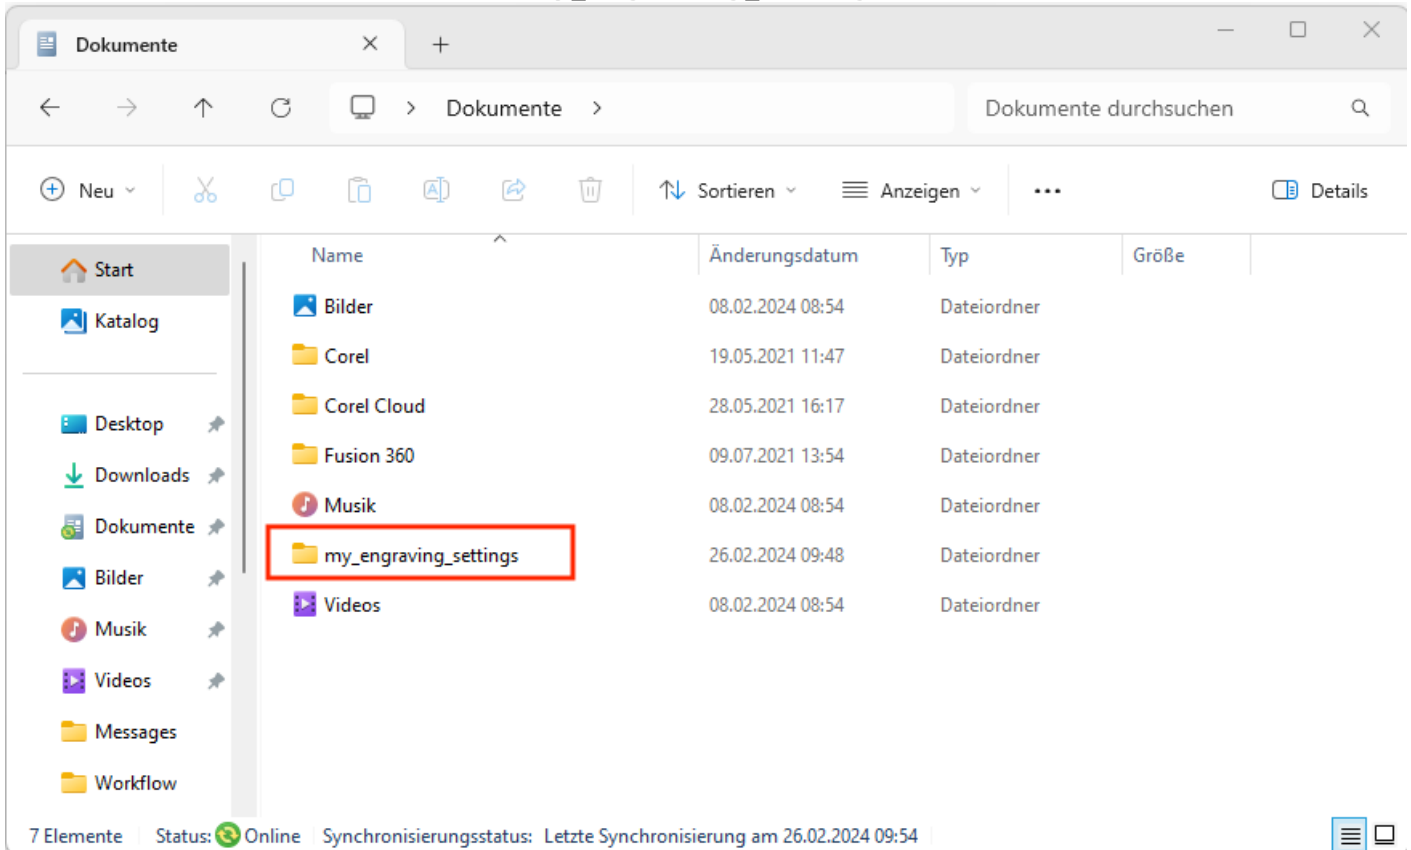 Dokumente
Dokumente
Dokumente durchsuchen
Neu
Sortieren
Anzeigen
Details
Name Änderungsdatum Typ Größe
Start
Katalog
Desktop
Downloads
Dokumente
Bilder
Musik
Videos
Messages
Workflow
Bilder 08.02.2024 08:54 Dateiordner
Corel 19.05.2021 11:47 Dateiordner
Corel Cloud 28.05.2021 16:17 Dateiordner
Fusion 360 09.07.2021 13:54 Dateiordner
Musik 08.02.2024 08:54 Dateiordner
my_engraving_settings 26.02.2024 09:48 Dateiordner
Videos 08.02.2024 08:54 Dateiordner
7 Elemente Status: Online Synchronisierungsstatus: Letzte Synchronisierung am 26.02.2024 09:54